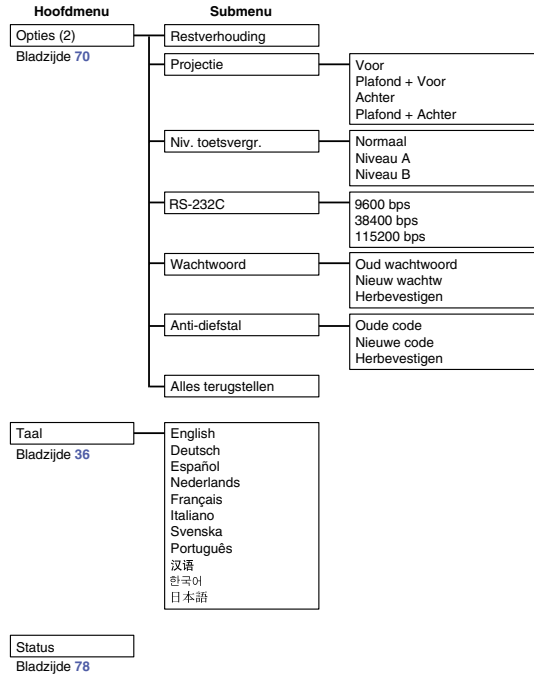 Hoofdmenu
Submenu
Opties (2)
Bladzijde 70
Restverhouding
Projectie
Voor
Plafond + Voor
Achter
Plafond + Achter
Niv. toetsvergr.
Normaal
Niveau A
Niveau B
RS-232C
9600 bps
38400 bps
115200 bps
Wachtwoord
Oud wachtwoord
Nieuw wachtw
Herbevestigen
Anti-diefstal
Oude code
Nieuwe code
Herbevestigen
Alles terugstellen
Taal
Bladzijde 36
English
Deutsch
Español
Nederlands
Français
Italiano
Svenska
Português
汉语
한국어
日本語
Status
Bladzijde 78